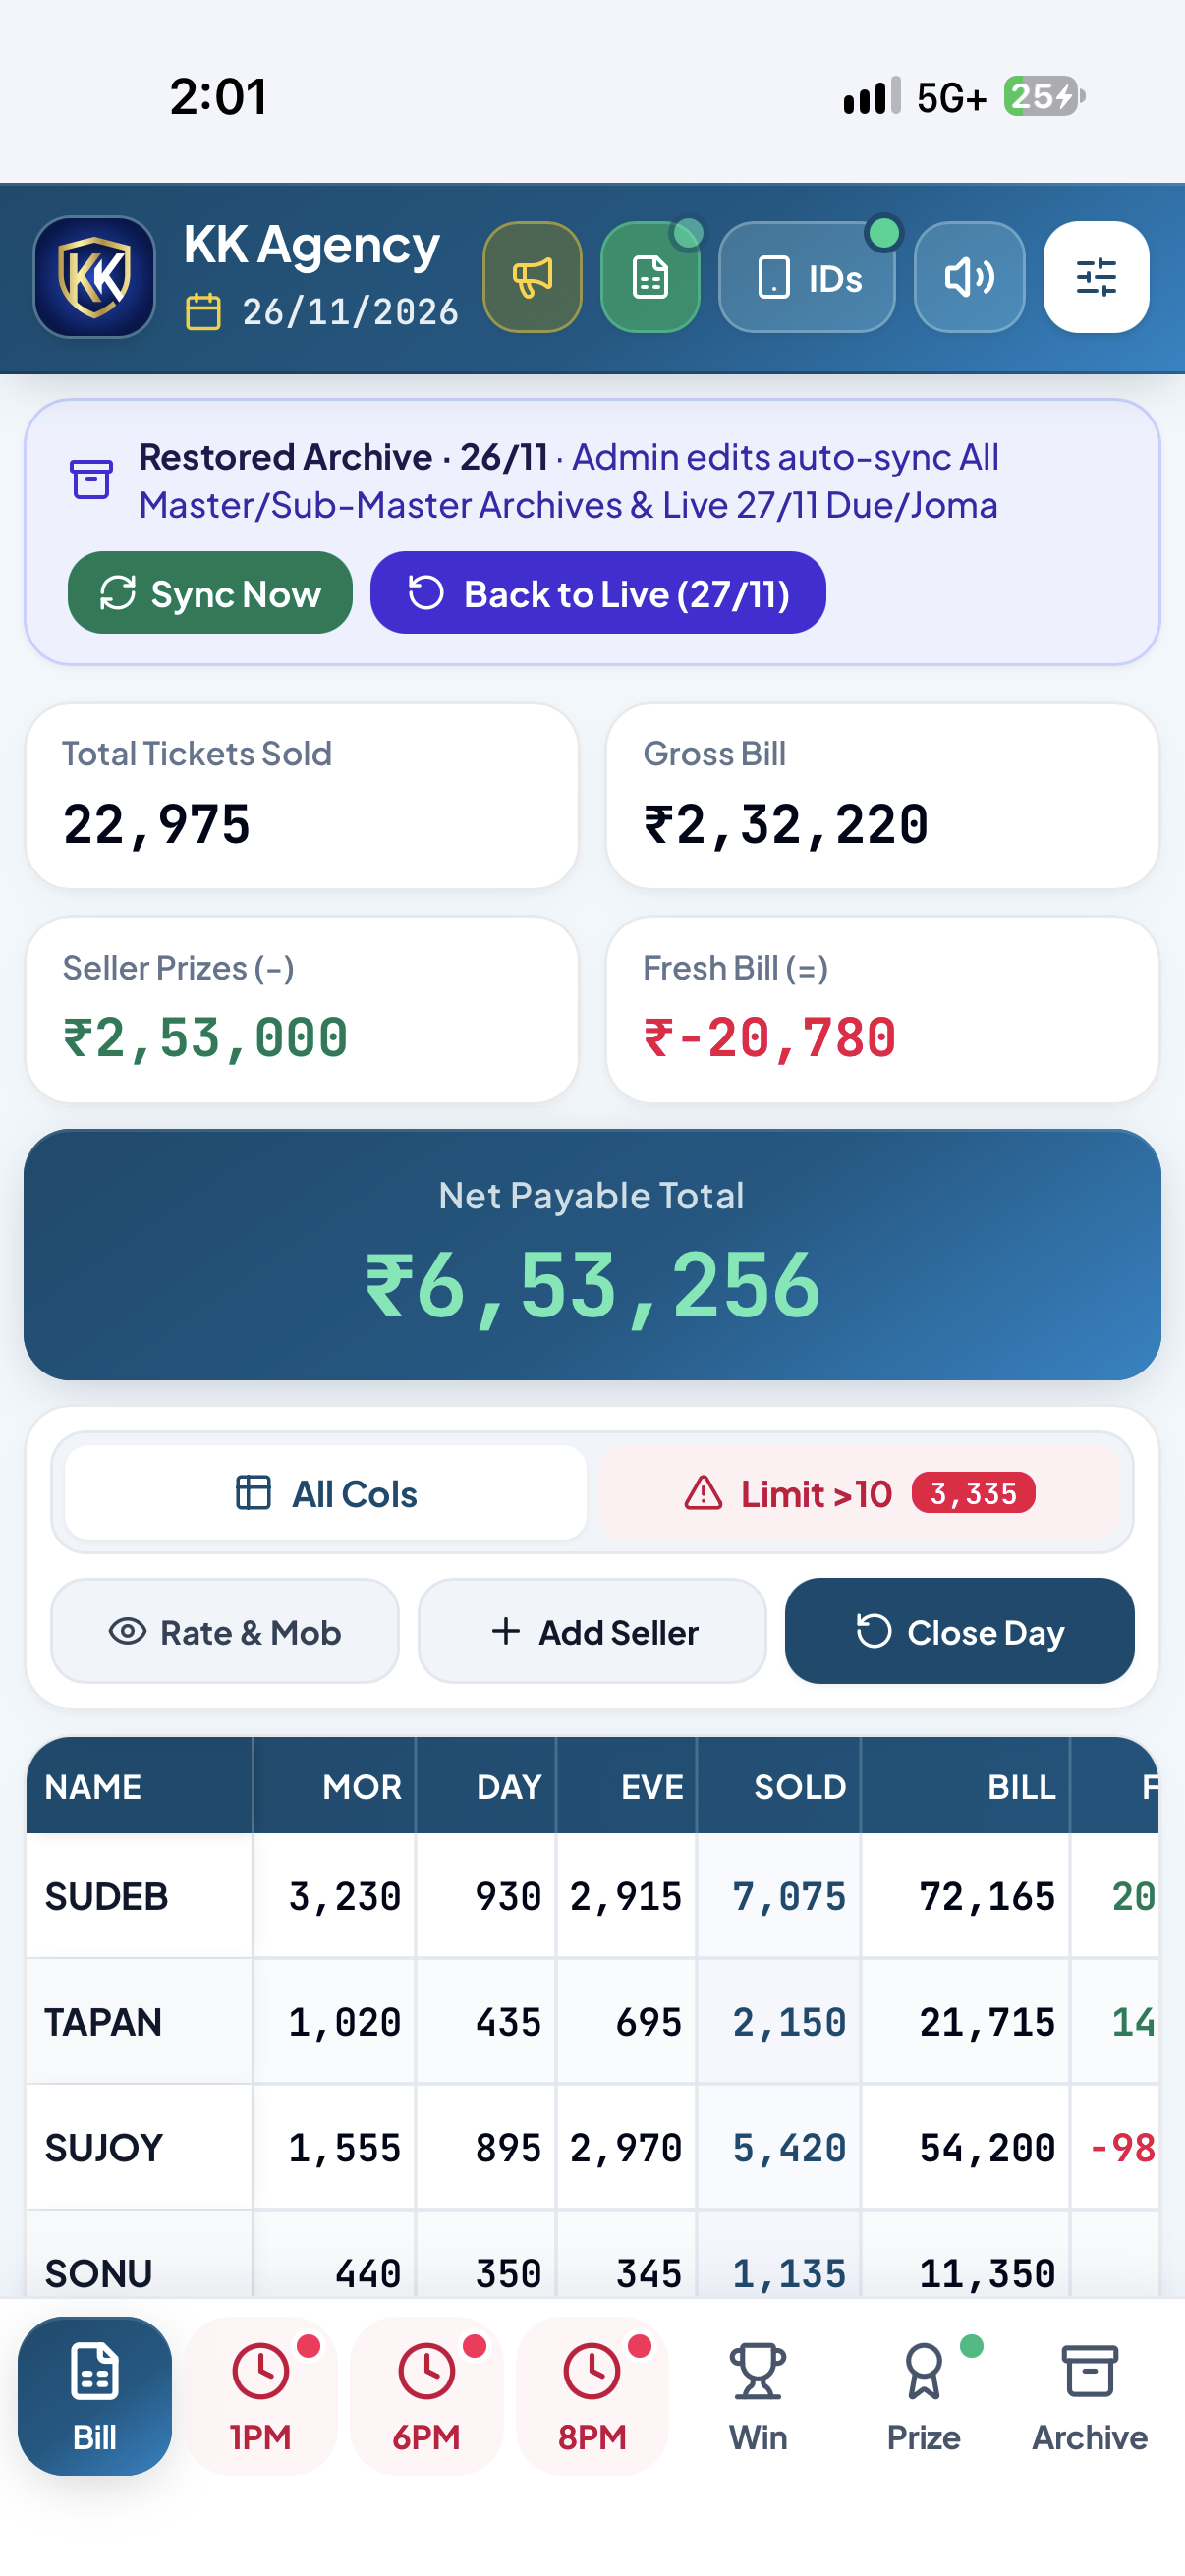 2:01
5G+
25
KK
KK Agency
26/11/2026
IDs
Restored Archive · 26/11 · Admin edits auto-sync All
Master/Sub-Master Archives & Live 27/11 Due/Joma
Sync Now
Back to Live (27/11)
Total Tickets Sold
22,975
Gross Bill
₹2,32,220
Seller Prizes (-)
₹2,53,000
Fresh Bill (=)
₹-20,780
Net Payable Total
₹6,53,256
All Cols
Limit >10 3,335
Rate & Mob
Add Seller
Close Day
NAME MOR DAY EVE SOLD BILL F
SUDEB 3,230 930 2,915 7,075 72,165 20
TAPAN 1,020 435 695 2,150 21,715 14
SUJOY 1,555 895 2,970 5,420 54,200 -98
SONU 440 350 345 1,135 11,350
Bill
1PM
6PM
8PM
Win
Prize
Archive